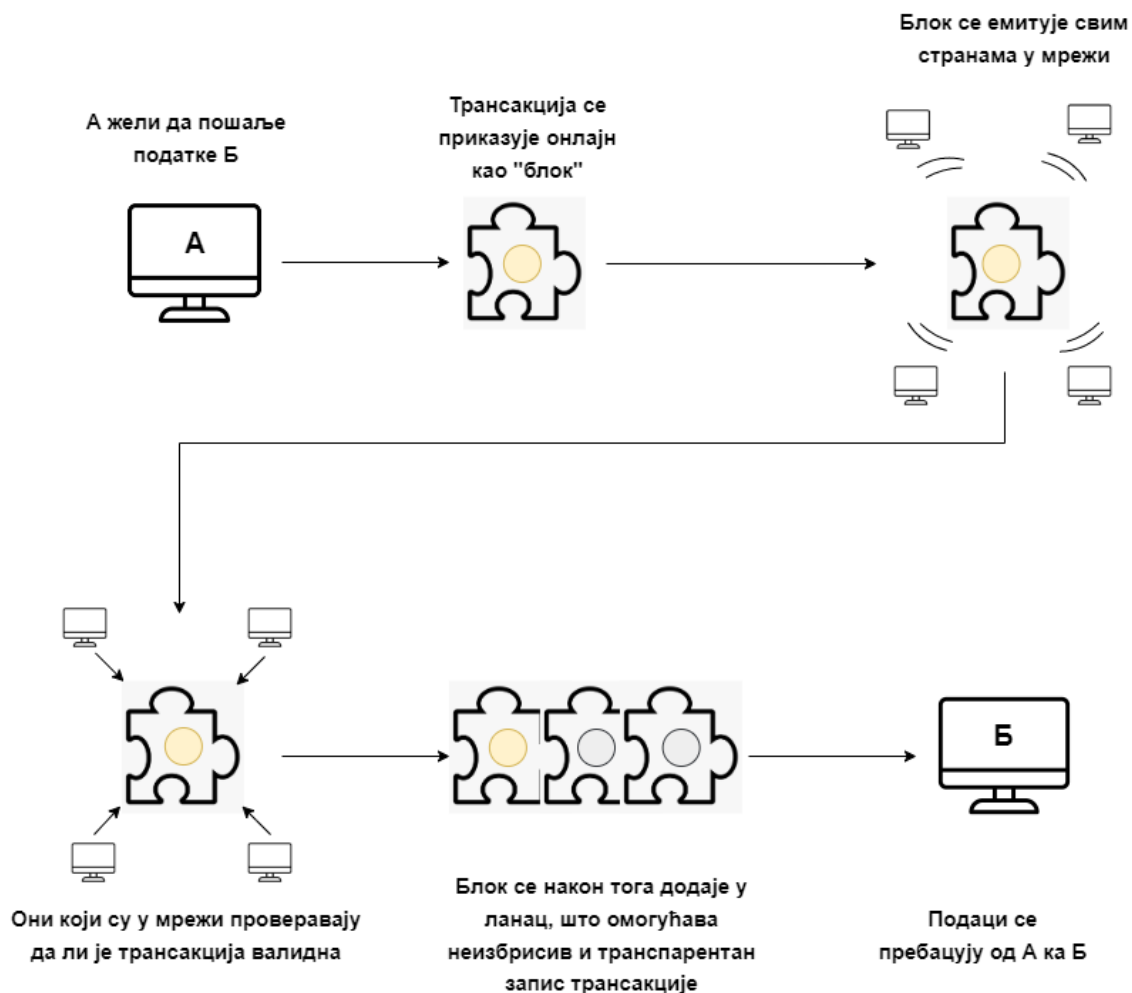 А жели да пошаље
податке Б
А
Трансакција се
приказује онлајн
као "блок"
Блок се емитује свим
странама у мрежи
Они који су у мрежи проверавају
да ли је трансакција валидна
Блок се након тога додаје у
ланац, што омогућава
неизбрисив и транспарентан
запис трансакције
Б
Подаци се
пребацују од А ка Б